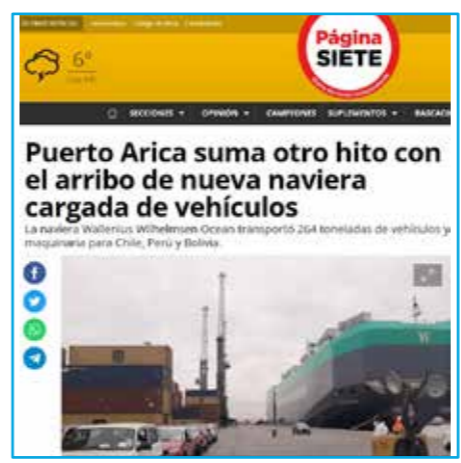 Página
SIETE
6°
SECCIONES
OPINIÓN
CAMPEONES
SUPLEMENTOS
Puerto Arica suma otro hito con
el arribo de nueva naviera
cargada de vehículos
La naviera Wallenius Wilhelmsen Ocean transportó 264 toneladas de vehículos y
maquinaria para Chile, Perú y Bolivia.